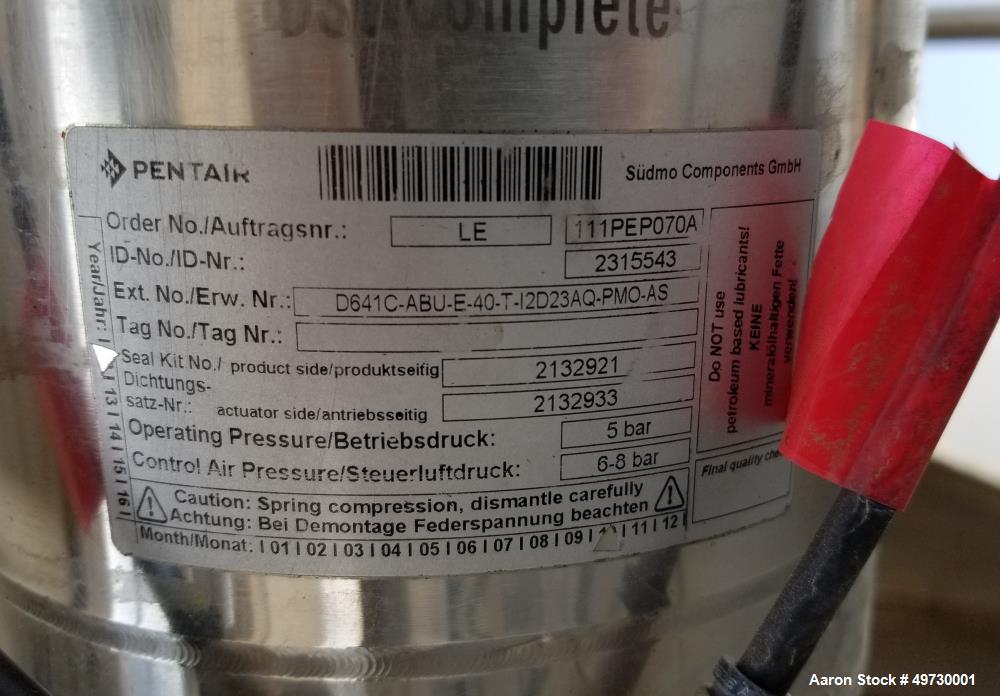 Complete
PENTAIR
Südmo Components GmbH
Order No./Auftragsnr.: LE 111PEP070A
ID-No./ID-Nr.: 2315543
Ext. No./Erw. Nr.: D641C-ABU-E-40-T-I2D23AQ-PMO-AS
Tag No./Tag Nr.:
Seal Kit No./ product side/produktseitig 2132921
Dichtungs-
satz-Nr.: actuator side/antriebsseitig 2132933
Operating Pressure/Betriebsdruck: 5 bar
Control Air Pressure/Steuerluftdruck: 6-8 bar
Caution: Spring compression, dismantle carefully
Achtung: Bei Demontage Federspannung beachten
Month/Monat: I 01 I 02 I 03 I 04 I 05 I 06 I 07 I 08 I 09 I I 11 I 12 I
Year/Jahr: I I 13 I 14 I 15 I 16 I
Do NOT use
petroleum based lubricants!
KEINE
mineralölhaltigen Fette
verwenden!
Final quality
Aaron Stock # 49730001